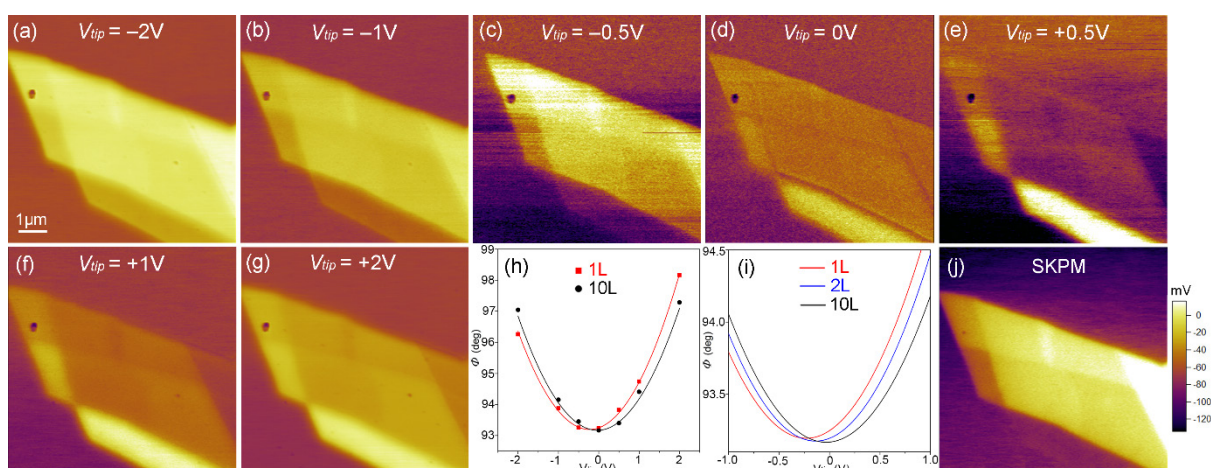 (a) Vtip = –2V
(b) Vtip = –1V
(c) Vtip = –0.5V
(d) Vtip = 0V
(e) Vtip = +0.5V
1μm
(f) Vtip = +1V
(g) Vtip = +2V
(h)
1L
10L
99
98
97
96
95
94
93
Φ (deg)
-2 -1 0 1 2
(V)
(i)
1L
2L
10L
94.5
94.0
93.5
Φ (deg)
-1.0 -0.5 0.0 0.5 1.0
(V)
(j) SKPM
mV
0
-20
-40
-60
-80
-100
-120